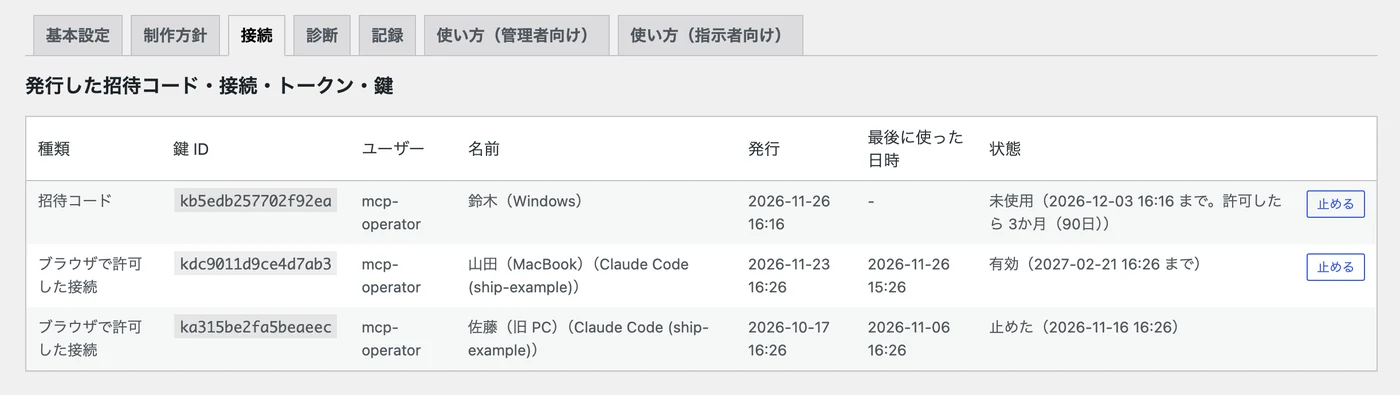 基本設定 制作方針 接続 診断 記録 使い方（管理者向け） 使い方（指示者向け）
発行した招待コード・接続・トークン・鍵
種類 鍵 ID ユーザー 名前 発行 最後に使った日時 状態
招待コード kb5edb257702f92ea mcp-operator 鈴木（Windows） 2026-11-26 16:16 - 未使用（2026-12-03 16:16 まで。許可したら 3か月（90日）） 止める
ブラウザで許可した接続 kdc9011d9ce4d7ab3 mcp-operator 山田（MacBook）（Claude Code (ship-example)） 2026-11-23 16:26 2026-11-26 15:26 有効（2027-02-21 16:26 まで） 止める
ブラウザで許可した接続 ka315be2fa5beaeec mcp-operator 佐藤（旧 PC）（Claude Code (ship-example)） 2026-10-17 16:26 2026-11-06 16:26 止めた（2026-11-16 16:26）